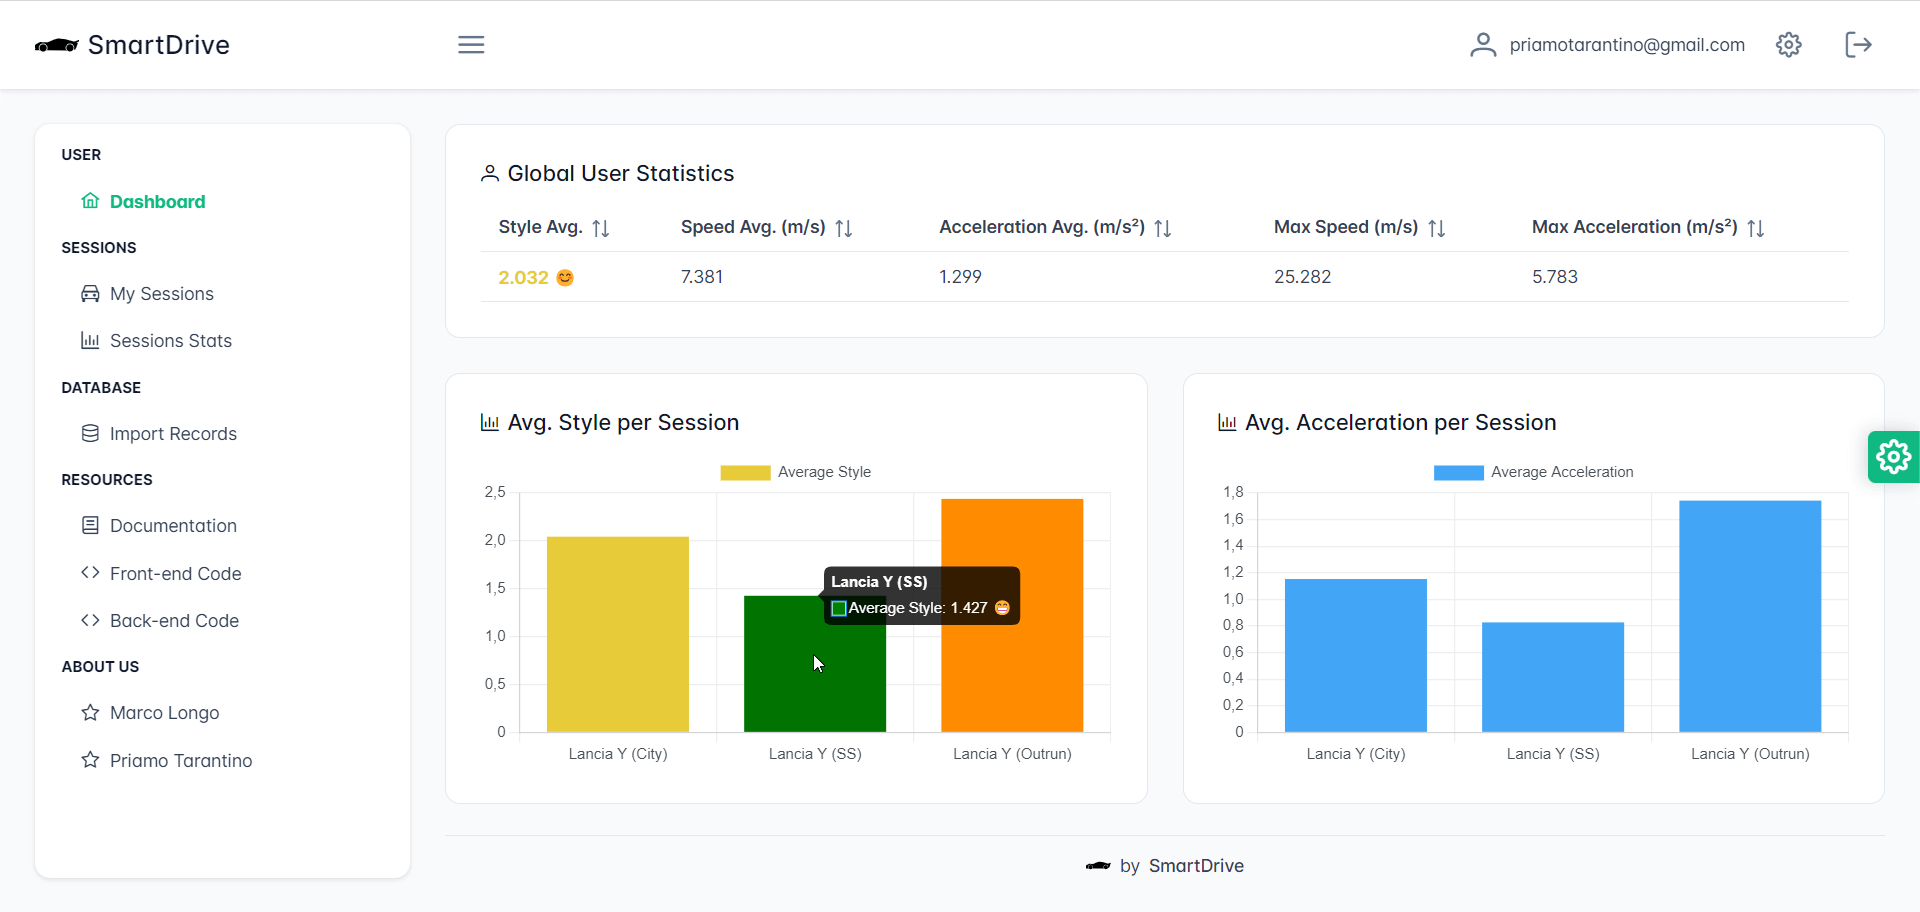 SmartDrive
priamotarantino@gmail.com
USER
Dashboard
SESSIONS
My Sessions
Sessions Stats
DATABASE
Import Records
RESOURCES
Documentation
Front-end Code
Back-end Code
ABOUT US
Marco Longo
Priamo Tarantino
Global User Statistics
Style Avg. Speed Avg. (m/s) Acceleration Avg. (m/s²) Max Speed (m/s) Max Acceleration (m/s²)
2.032 😊 7.381 1.299 25.282 5.783
Avg. Style per Session
Average Style
2,5
2,0
1,5
1,0
0,5
0
Lancia Y (SS)
Average Style: 1.427 😁
Lancia Y (City) Lancia Y (SS) Lancia Y (Outrun)
Avg. Acceleration per Session
Average Acceleration
1,8
1,6
1,4
1,2
1,0
0,8
0,6
0,4
0,2
0
Lancia Y (City) Lancia Y (SS) Lancia Y (Outrun)
by SmartDrive